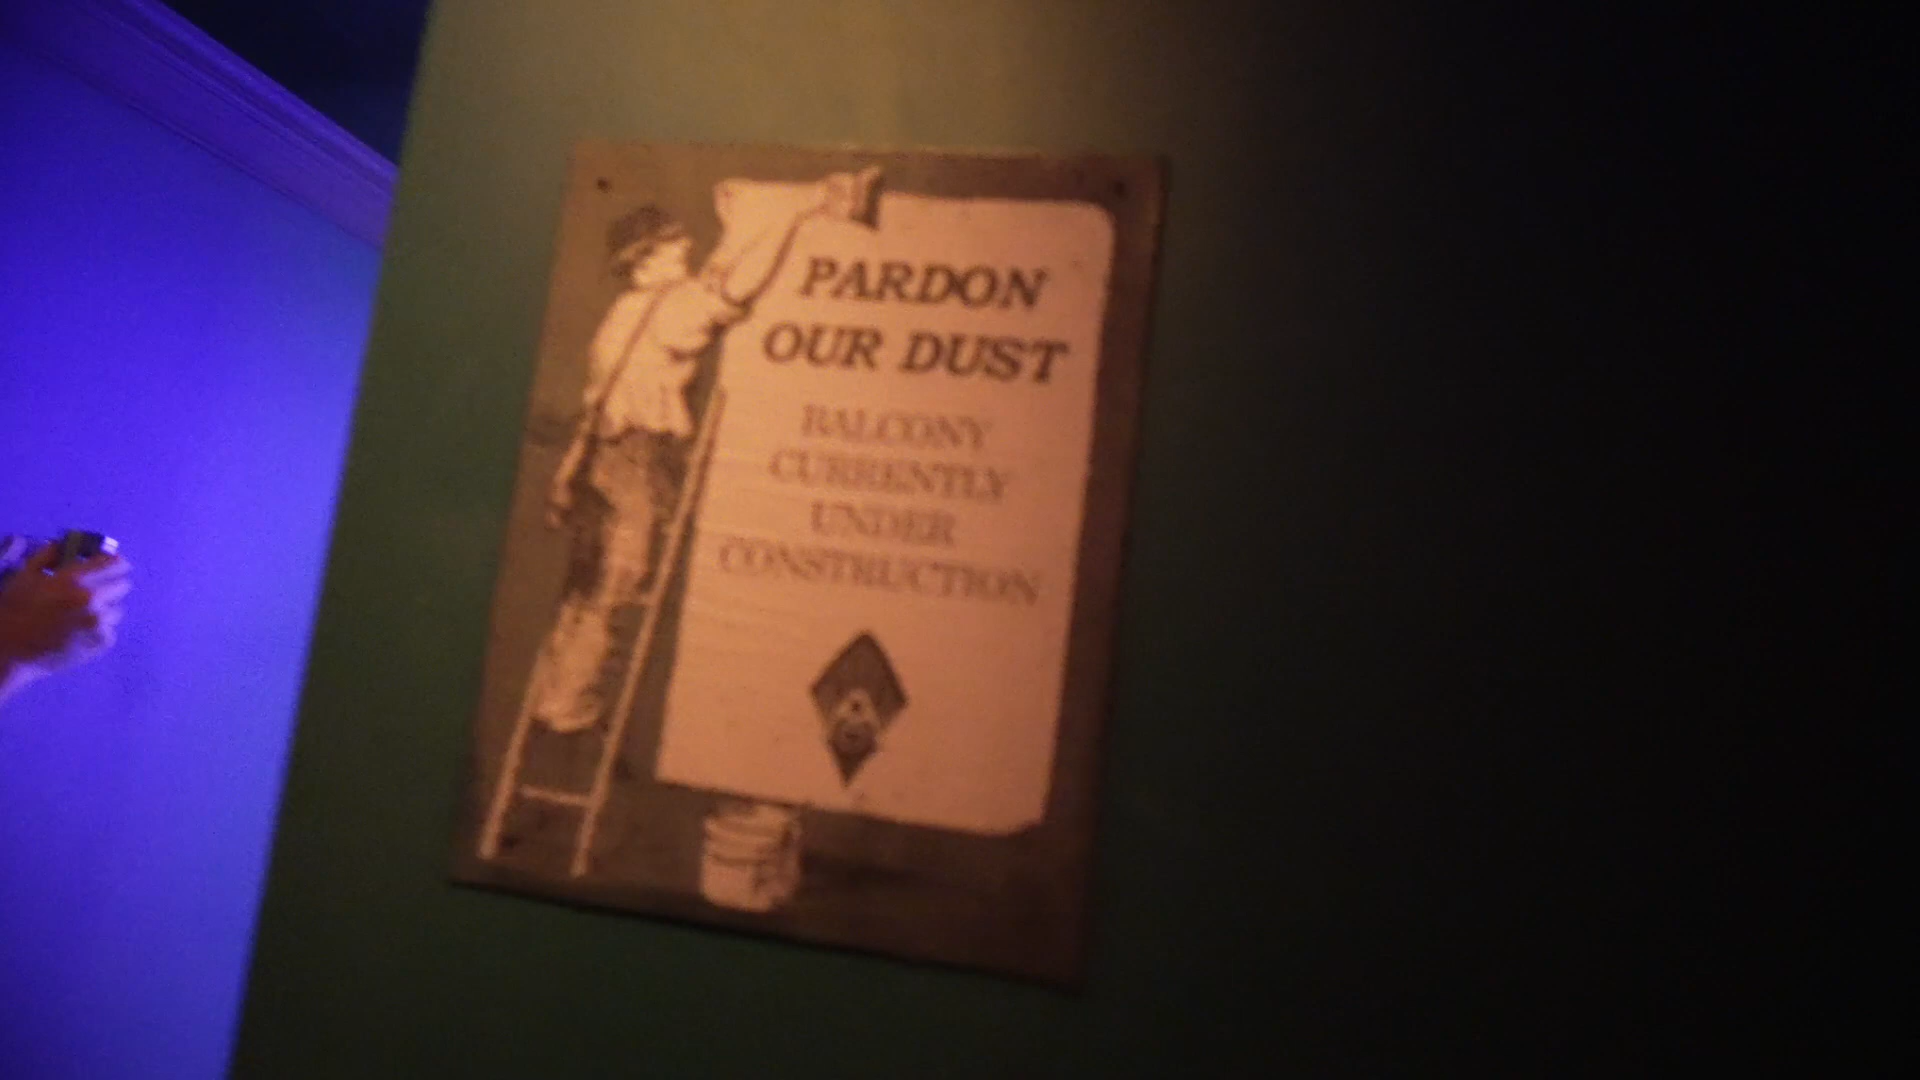 PARDON
OUR DUST
BALCONY
CURRENTLY
UNDER
CONSTRUCTION